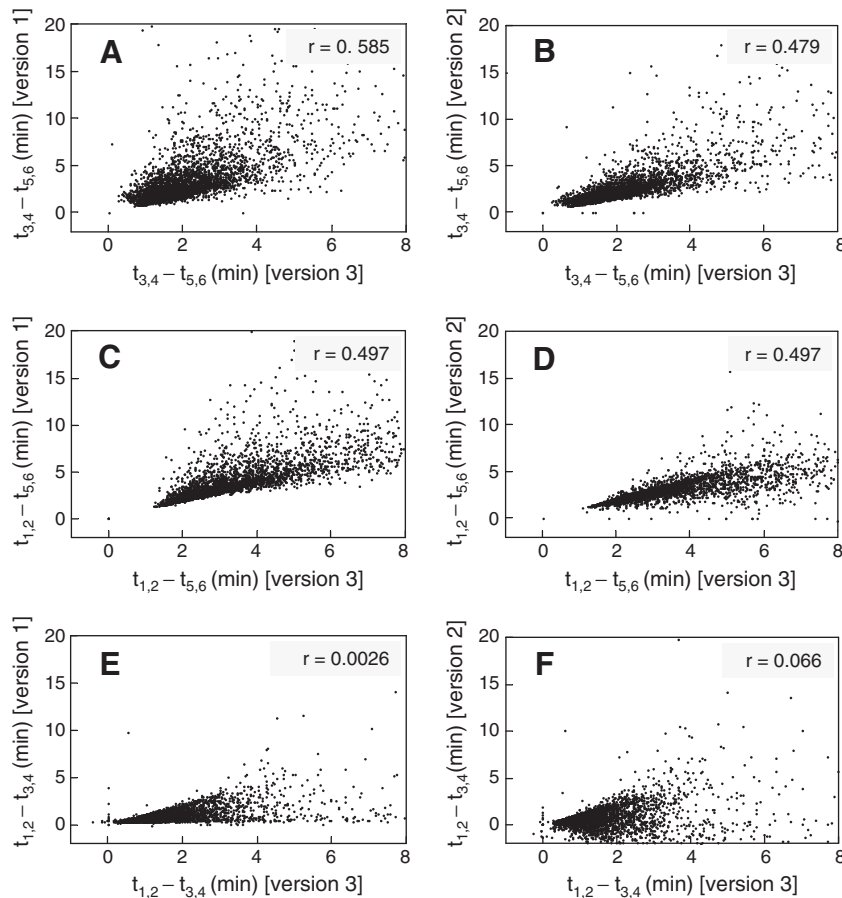 A
r = 0. 585
20
15
10
5
0
t3,4 – t5,6 (min) [version 1]
0
2
4
6
8
t3,4 – t5,6 (min) [version 3]
B
r = 0.479
20
15
10
5
0
t3,4 – t5,6 (min) [version 2]
0
2
4
6
8
t3,4 – t5,6 (min) [version 3]
C
r = 0.497
20
15
10
5
0
t1,2 – t5,6 (min) [version 1]
0
2
4
6
8
t1,2 – t5,6 (min) [version 3]
D
r = 0.497
20
15
10
5
0
t1,2 – t5,6 (min) [version 2]
0
2
4
6
8
t1,2 – t5,6 (min) [version 3]
E
r = 0.0026
20
15
10
5
0
t1,2 – t3,4 (min) [version 1]
0
2
4
6
8
t1,2 – t3,4 (min) [version 3]
F
r = 0.066
20
15
10
5
0
t1,2 – t3,4(min) [version 2]
0
2
4
6
8
t1,2 – t3,4 (min) [version 3]